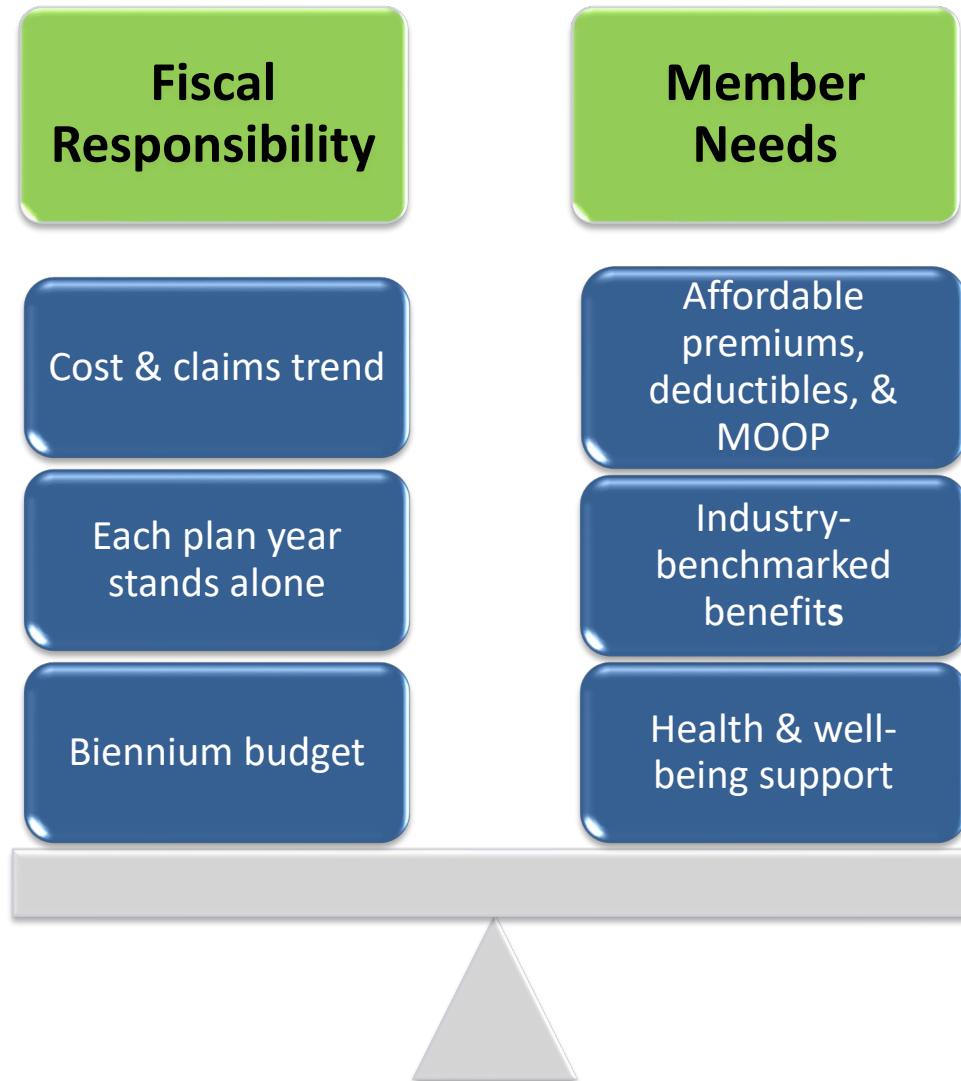 Fiscal
Responsibility
Cost & claims trend
Each plan year
stands alone
Biennium budget
Member
Needs
Affordable
premiums,
deductibles, &
MOOP
Industry-
benchmarked
benefits
Health & well-
being support